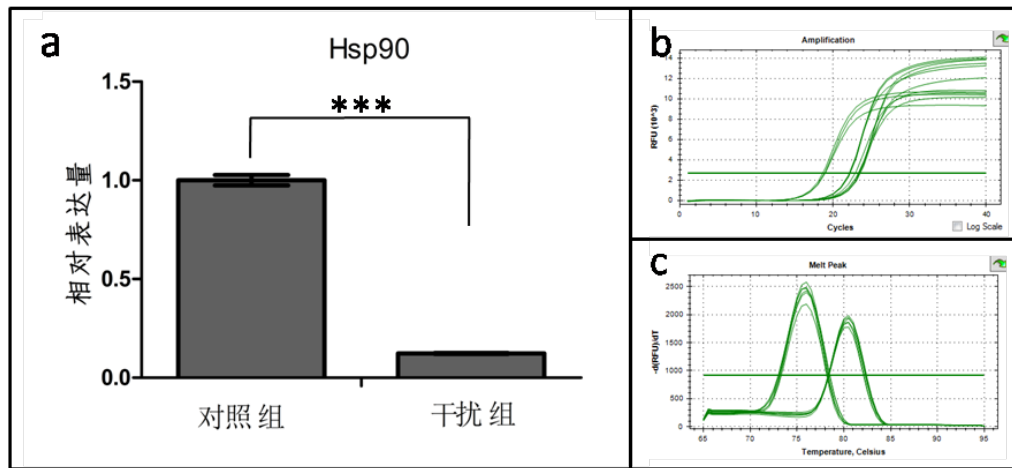 a
Hsp90
1.5
***
1.0
0.5
0.0
相对表达量
对照组
干扰组
b
Amplification
14
12
10
8
6
4
2
0
RFU (10^3)
0
10
20
30
40
Cycles
Log Scale
c
Melt Peak
2500
2000
1500
1000
500
0
-d(RFU)/dT
65
70
75
80
85
90
95
Temperature, Celsius